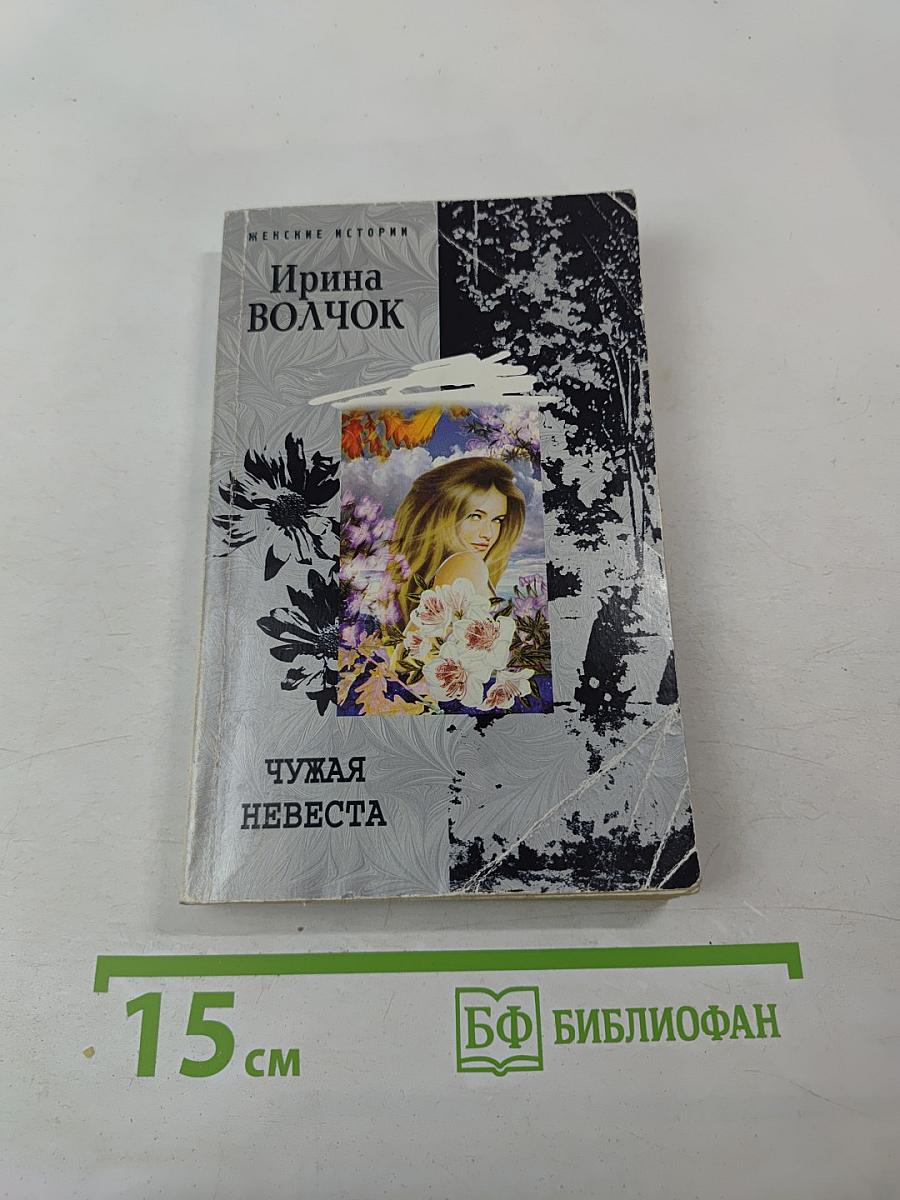 ЖЕНСКИЕ ИСТОРИИ
Ирина
ВОЛЧОК
ЧУЖАЯ
НЕВЕСТА
15 см
БФ БИБЛИОФАН